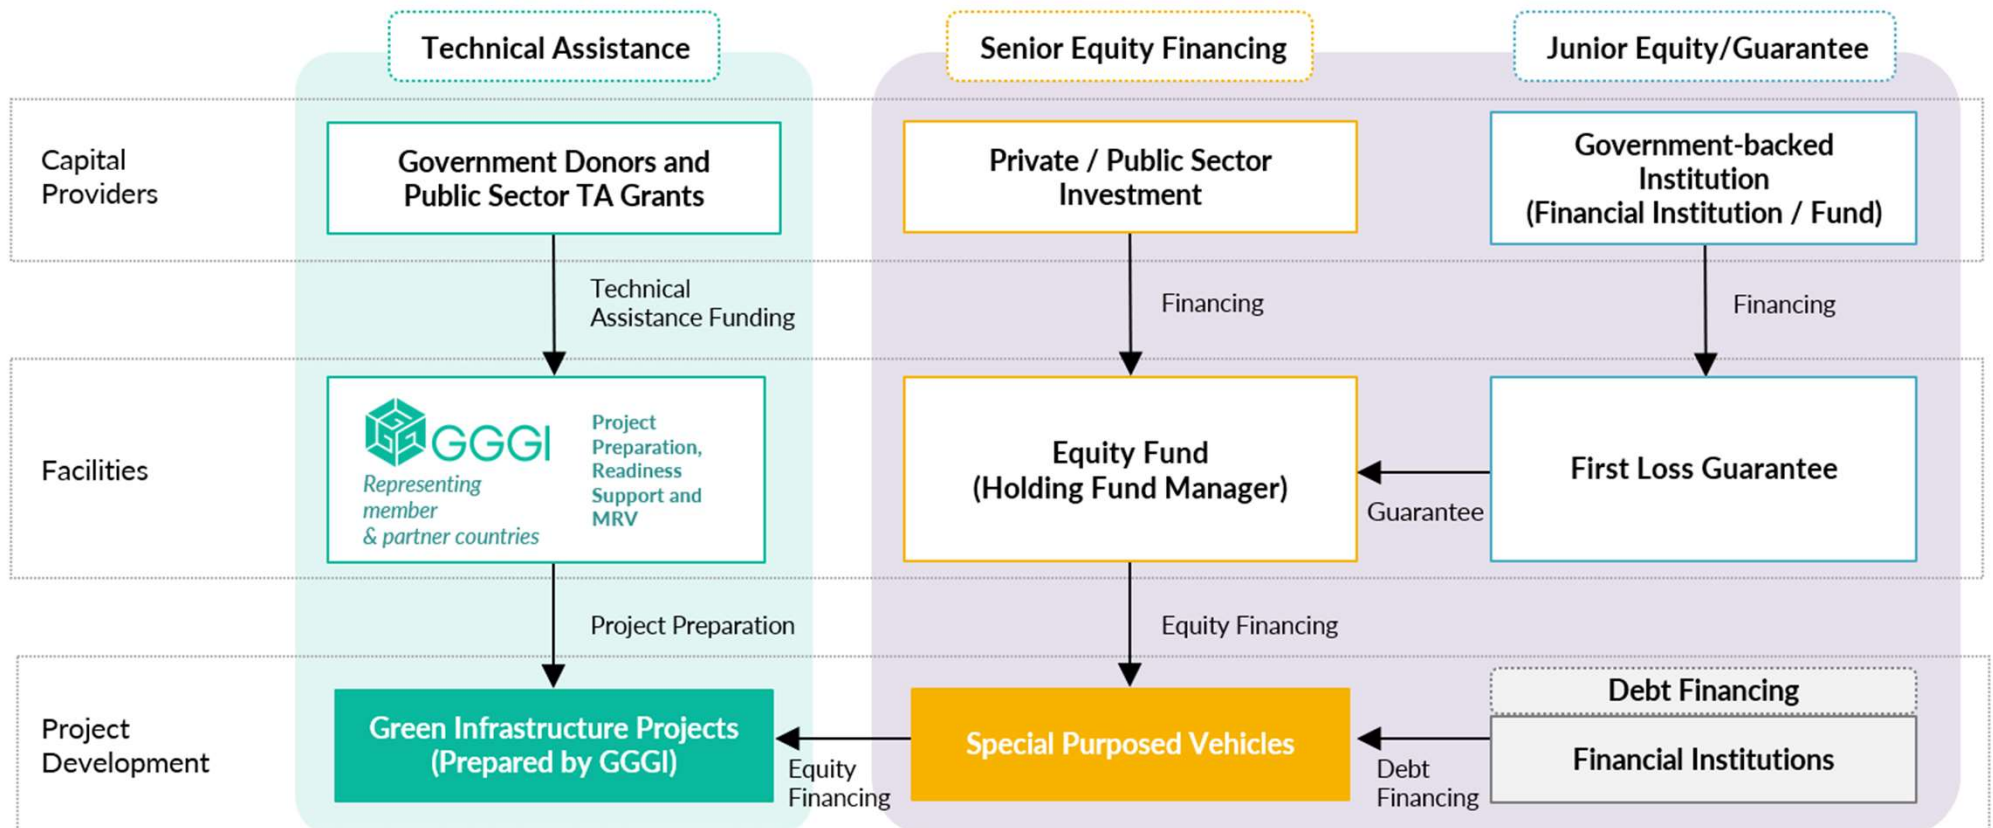 Technical Assistance
Senior Equity Financing
Junior Equity/Guarantee
Capital
Providers
Government Donors and
Public Sector TA Grants
Private / Public Sector
Investment
Government-backed
Institution
(Financial Institution / Fund)
Technical
Assistance Funding
Financing
Financing
Facilities
GGGI
Representing
member
& partner countries
Project
Preparation,
Readiness
Support and
MRV
Equity Fund
(Holding Fund Manager)
Guarantee
First Loss Guarantee
Project Preparation
Equity Financing
Project
Development
Green Infrastructure Projects
(Prepared by GGGI)
Equity
Financing
Special Purposed Vehicles
Debt
Financing
Debt Financing
Financial Institutions